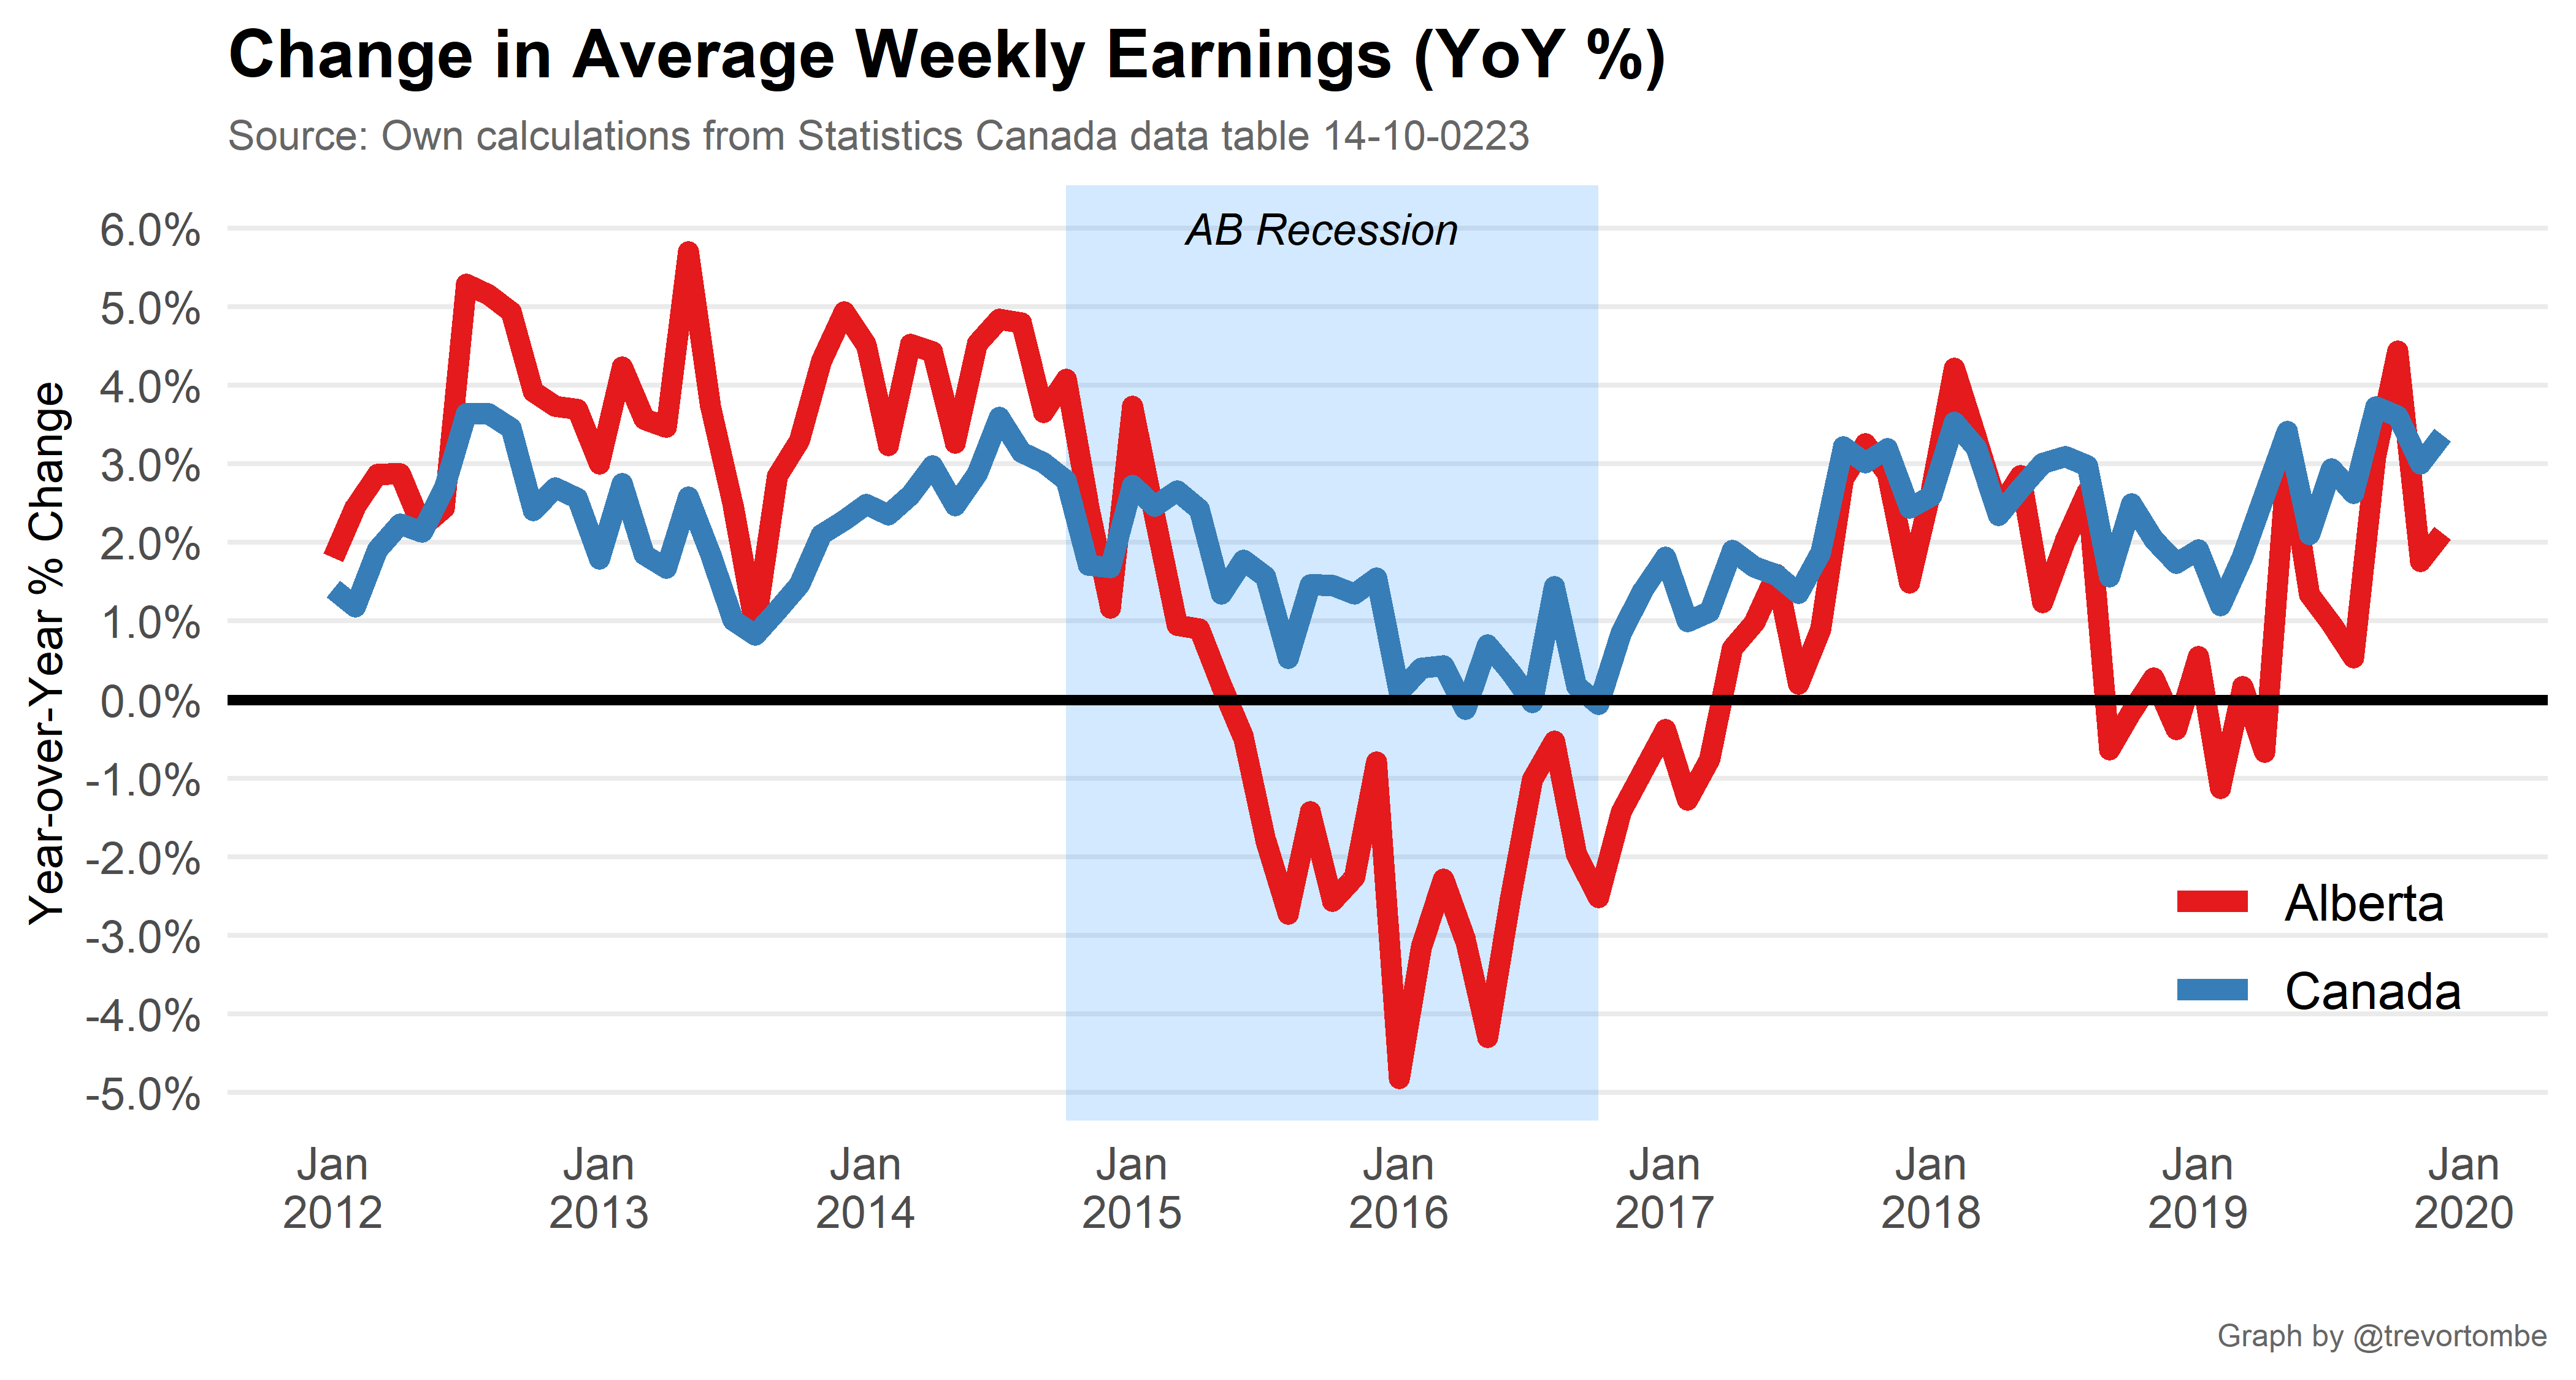 Change in Average Weekly Earnings (YoY %)
Source: Own calculations from Statistics Canada data table 14-10-0223
AB Recession
Year-over-Year % Change
6.0%
5.0%
4.0%
3.0%
2.0%
1.0%
0.0%
-1.0%
-2.0%
-3.0%
-4.0%
-5.0%
Alberta
Canada
Jan
2012
Jan
2013
Jan
2014
Jan
2015
Jan
2016
Jan
2017
Jan
2018
Jan
2019
Jan
2020
Graph by @trevortombe